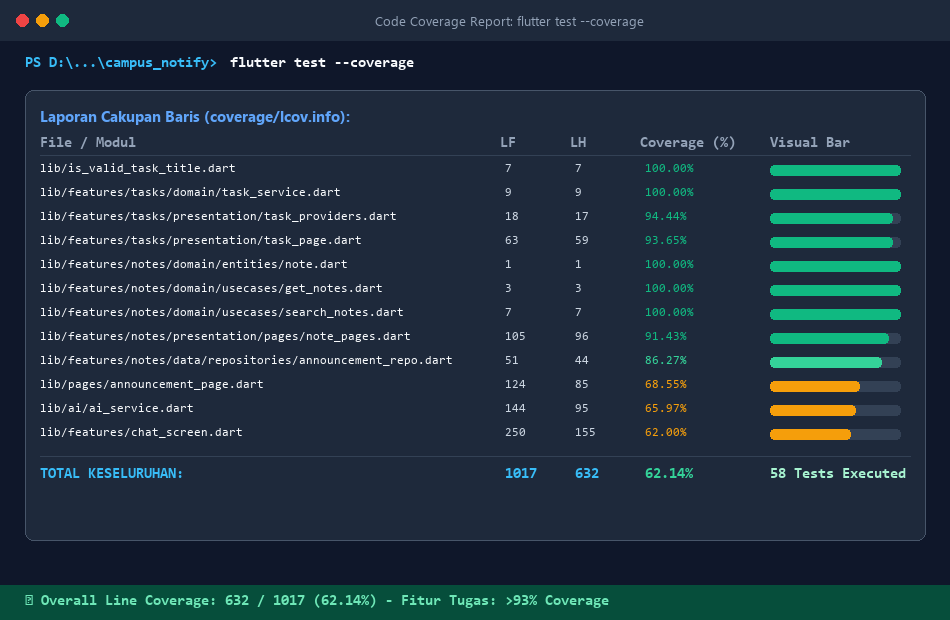 Code Coverage Report: flutter test --coverage
PS D:\...\campus_notify> flutter test --coverage
Laporan Cakupan Baris (coverage/lcov.info):
File / Modul LF LH Coverage (%) Visual Bar
lib/is_valid_task_title.dart 7 7 100.00%
lib/features/tasks/domain/task_service.dart 9 9 100.00%
lib/features/tasks/presentation/task_providers.dart 18 17 94.44%
lib/features/tasks/presentation/task_page.dart 63 59 93.65%
lib/features/notes/domain/entities/note.dart 1 1 100.00%
lib/features/notes/domain/usecases/get_notes.dart 3 3 100.00%
lib/features/notes/domain/usecases/search_notes.dart 7 7 100.00%
lib/features/notes/presentation/pages/note_pages.dart 105 96 91.43%
lib/features/notes/data/repositories/announcement_repo.dart 51 44 86.27%
lib/pages/announcement_page.dart 124 85 68.55%
lib/ai/ai_service.dart 144 95 65.97%
lib/features/chat_screen.dart 250 155 62.00%
TOTAL KESELURUHAN: 1017 632 62.14% 58 Tests Executed
Overall Line Coverage: 632 / 1017 (62.14%) - Fitur Tugas: >93% Coverage